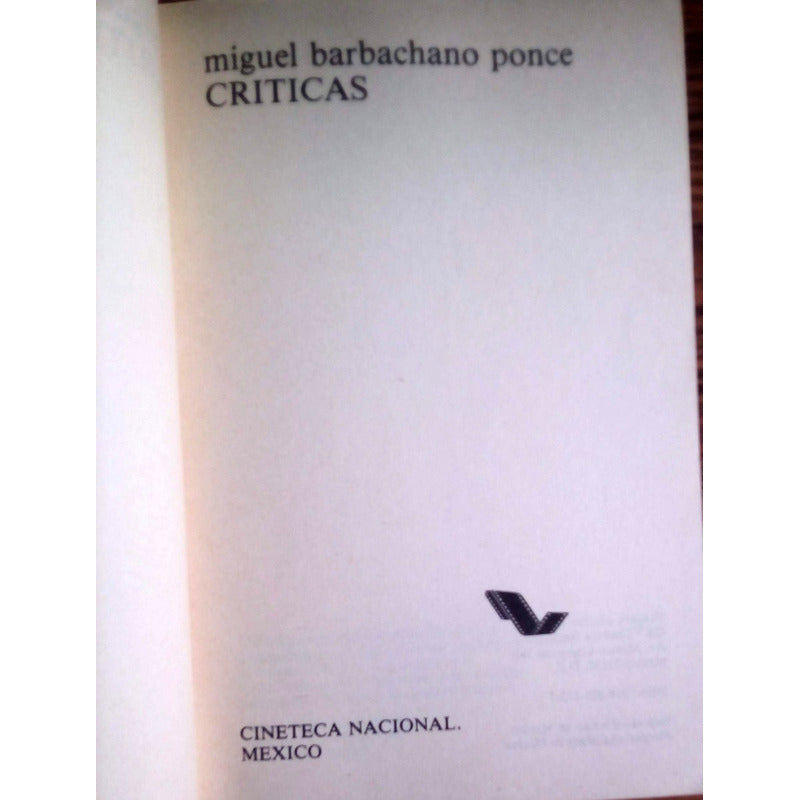 miguel barbachano ponce
CRITICAS
CINETECA NACIONAL.
MEXICO